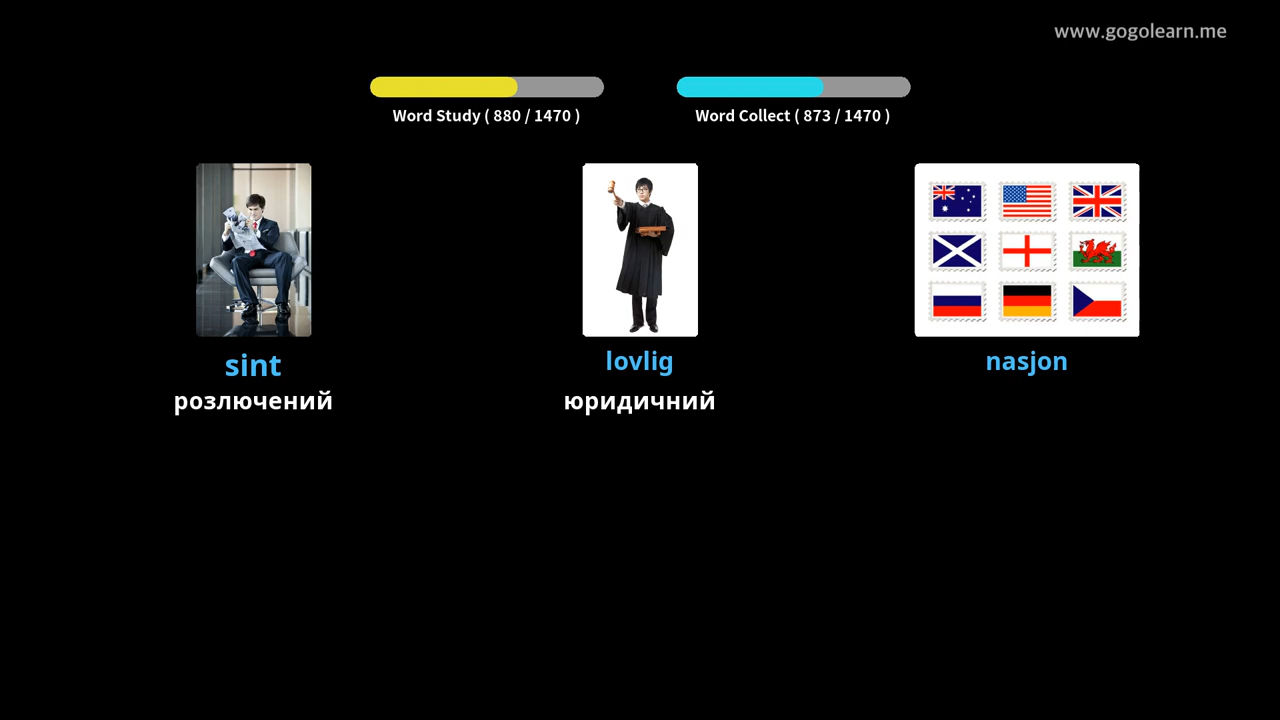 www.gogolearn.me
Word Study ( 880 / 1470 )
Word Collect ( 873 / 1470 )
sint
розлючений
lovlig
юридичний
nasjon